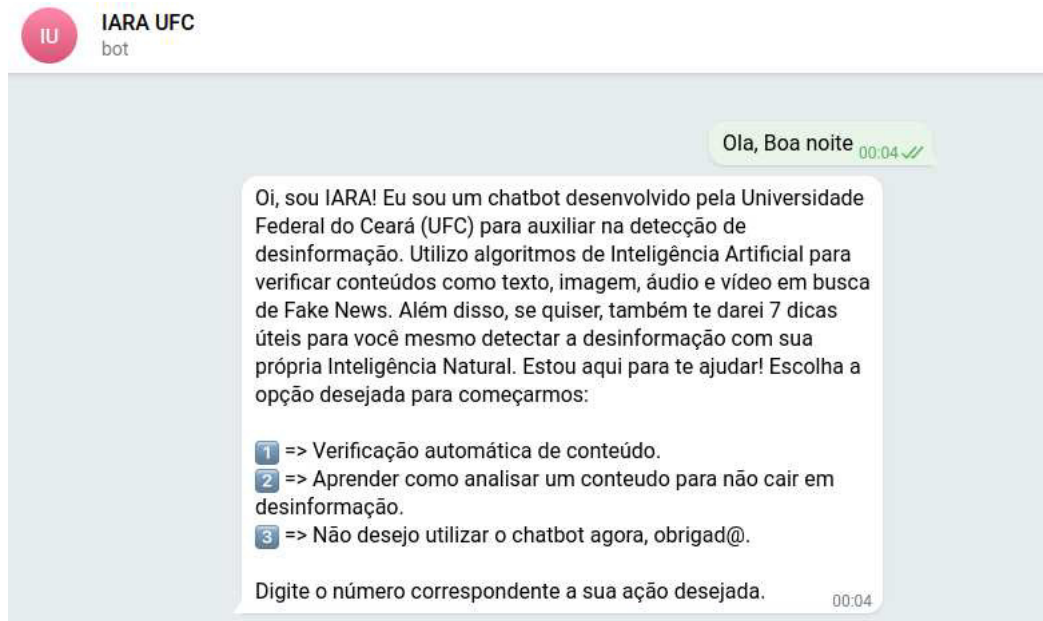 IU
IARA UFC
bot
Ola, Boa noite 00:04
Oi, sou IARA! Eu sou um chatbot desenvolvido pela Universidade
Federal do Ceará (UFC) para auxiliar na detecção de
desinformação. Utilizo algoritmos de Inteligência Artificial para
verificar conteúdos como texto, imagem, áudio e vídeo em busca
de Fake News. Além disso, se quiser, também te darei 7 dicas
úteis para você mesmo detectar a desinformação com sua
própria Inteligência Natural. Estou aqui para te ajudar! Escolha a
opção desejada para começarmos:
1 => Verificação automática de conteúdo.
2 => Aprender como analisar um conteudo para não cair em
desinformação.
3 => Não desejo utilizar o chatbot agora, obrigad@.
Digite o número correspondente a sua ação desejada.
00:04